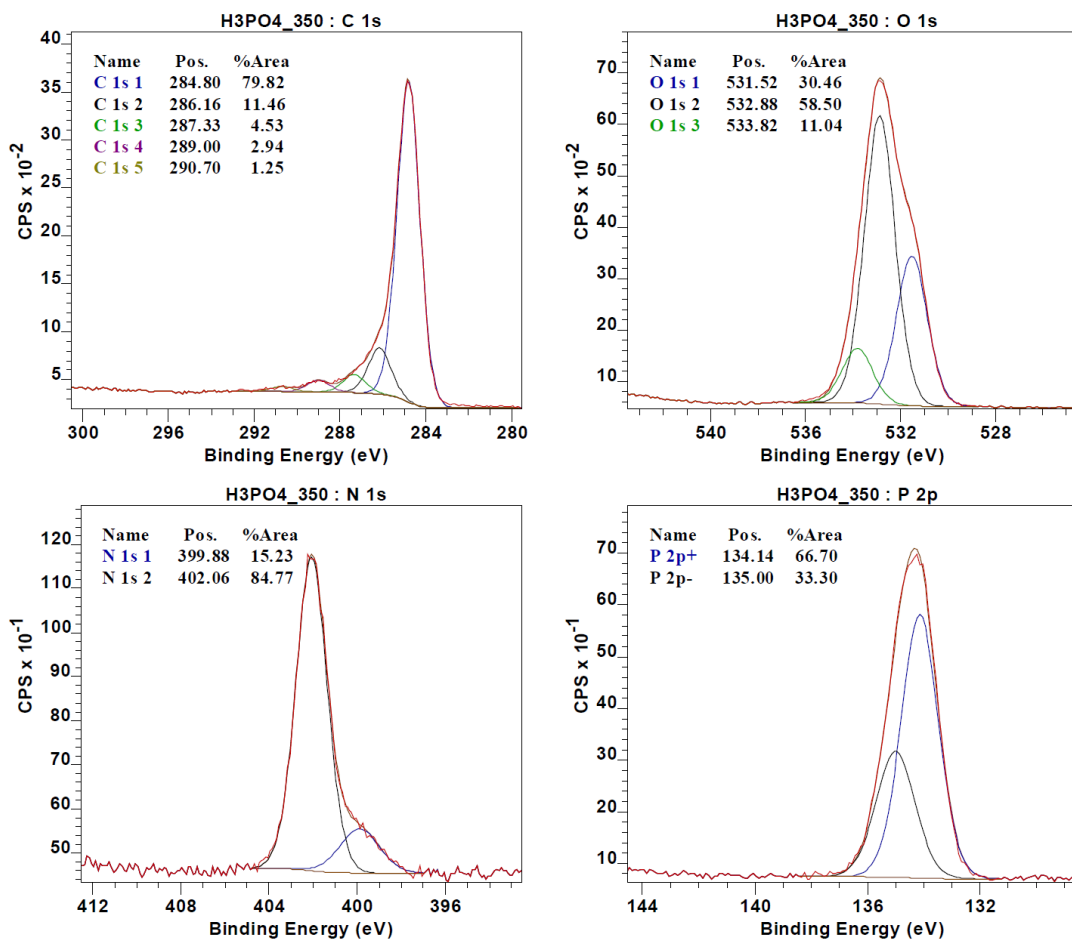 H3PO4_350 : C 1s
Name Pos. %Area
C 1s 1 284.80 79.82
C 1s 2 286.16 11.46
C 1s 3 287.33 4.53
C 1s 4 289.00 2.94
C 1s 5 290.70 1.25
CPS x 10-2
40
35
30
25
20
15
10
5
300 296 292 288 284 280
Binding Energy (eV)
H3PO4_350 : O 1s
Name Pos. %Area
O 1s 1 531.52 30.46
O 1s 2 532.88 58.50
O 1s 3 533.82 11.04
CPS x 10-2
70
60
50
40
30
20
10
540 536 532 528
Binding Energy (eV)
H3PO4_350 : N 1s
Name Pos. %Area
N 1s 1 399.88 15.23
N 1s 2 402.06 84.77
CPS x 10-1
120
110
100
90
80
70
60
50
412 408 404 400 396
Binding Energy (eV)
H3PO4_350 : P 2p
Name Pos. %Area
P 2p+ 134.14 66.70
P 2p- 135.00 33.30
CPS x 10-1
70
60
50
40
30
20
10
144 140 136 132
Binding Energy (eV)